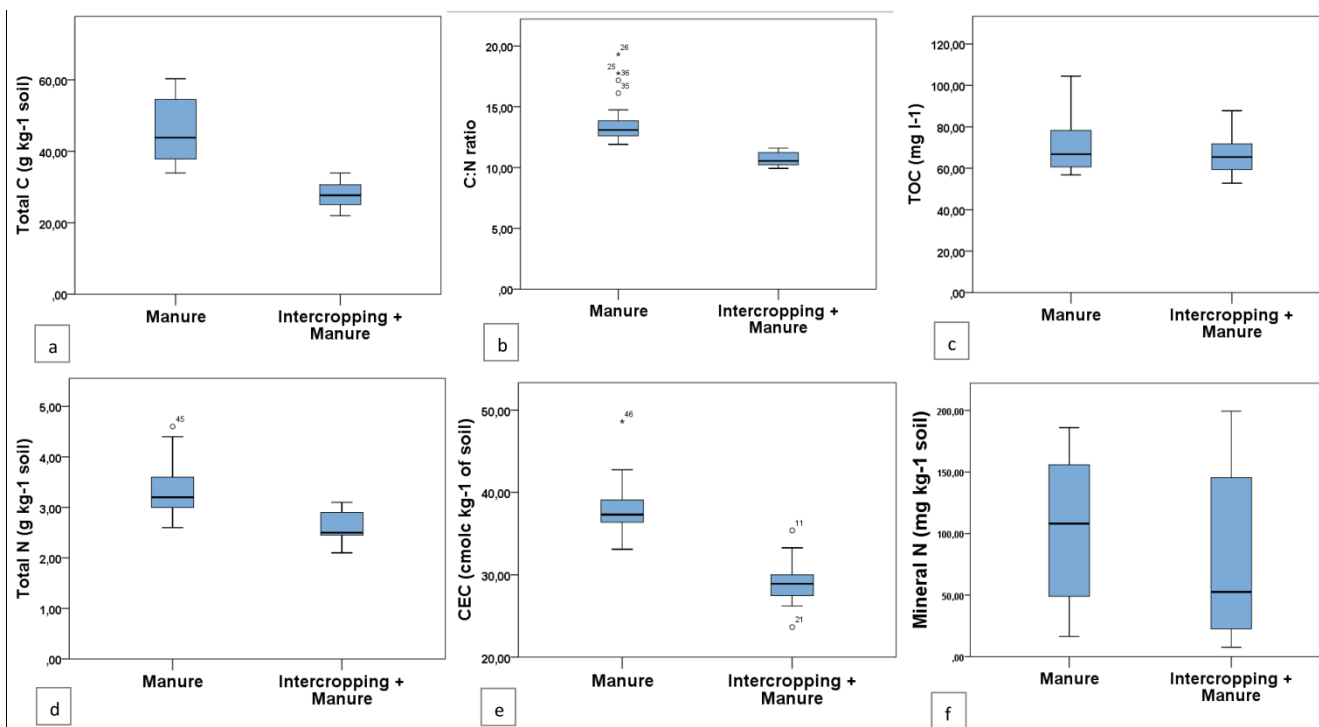 Total C (g kg-1 soil)
60,00
40,00
20,00
,00
Manure
Intercropping +
Manure
a
C:N ratio
20,00
15,00
10,00
5,00
,00
26
25
36
35
Manure
Intercropping +
Manure
b
TOC (mg l-1)
120,00
100,00
80,00
60,00
40,00
20,00
,00
Manure
Intercropping +
Manure
c
Total N (g kg-1 soil)
5,00
4,00
3,00
2,00
1,00
,00
45
Manure
Intercropping +
Manure
d
CEC (cmolc kg-1 of soil)
50,00
40,00
30,00
20,00
46
11
21
Manure
Intercropping +
Manure
e
Mineral N (mg kg-1 soil)
200,00
150,00
100,00
50,00
,00
Manure
Intercropping +
Manure
f